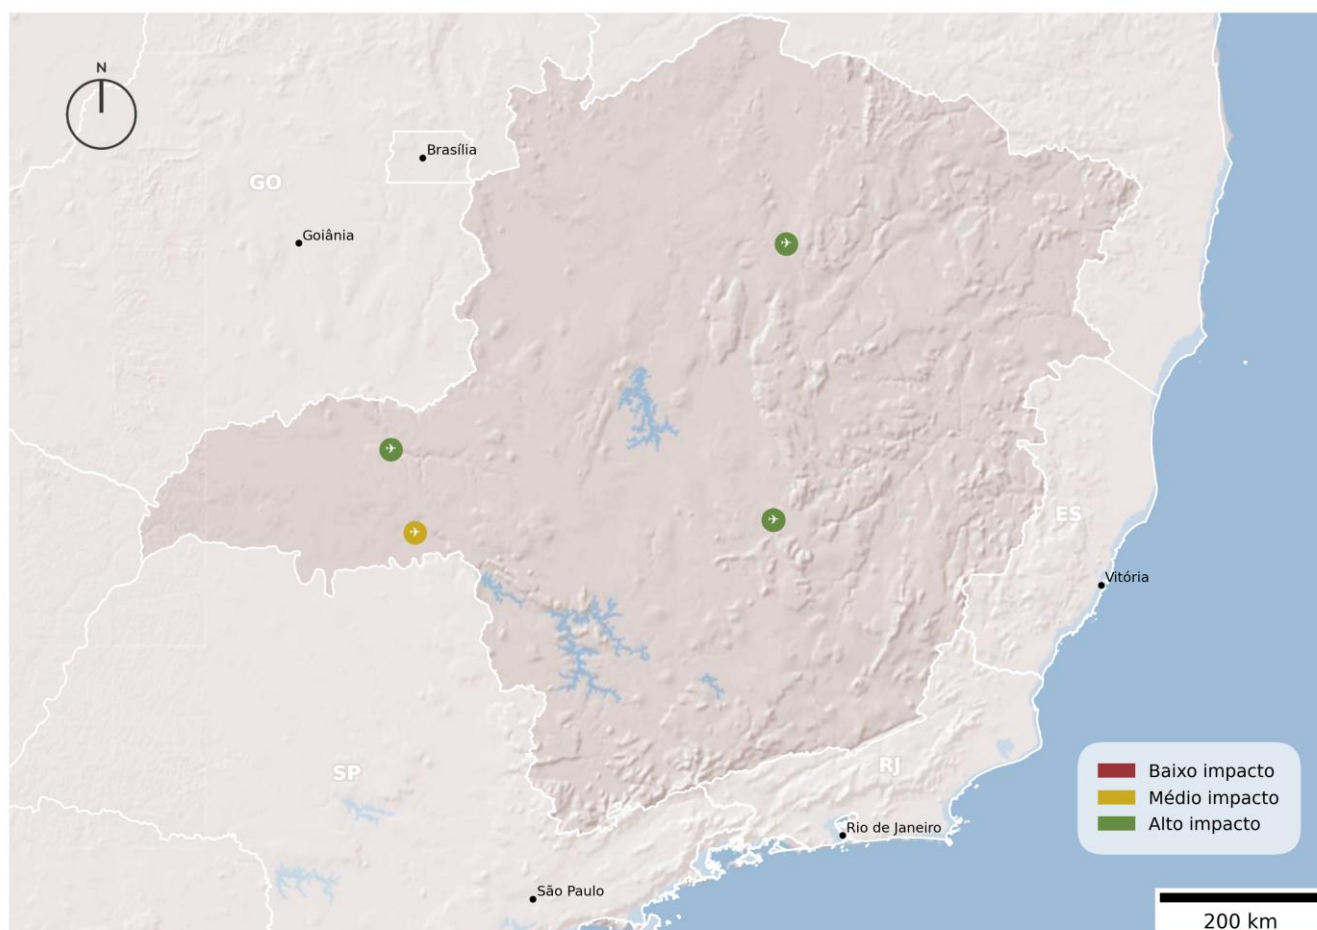 N
Brasília
GO
Goiânia
ES
Vitória
SP
RJ
Rio de Janeiro
São Paulo
Baixo impacto
Médio impacto
Alto impacto
200 km